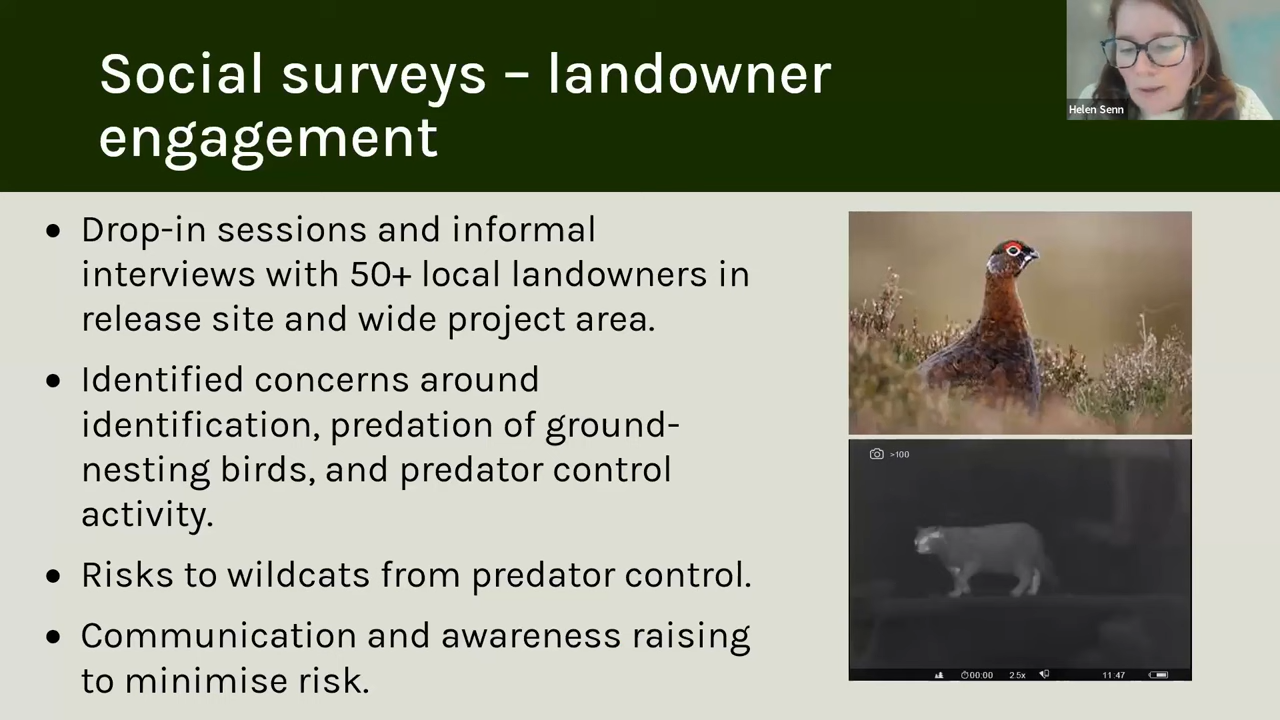 Social surveys – landowner
engagement
Helen Senn
• Drop-in sessions and informal
interviews with 50+ local landowners in
release site and wide project area.
• Identified concerns around
identification, predation of ground-
nesting birds, and predator control
activity.
• Risks to wildcats from predator control.
• Communication and awareness raising
to minimise risk.
>100
00:00 2.5x 11:47